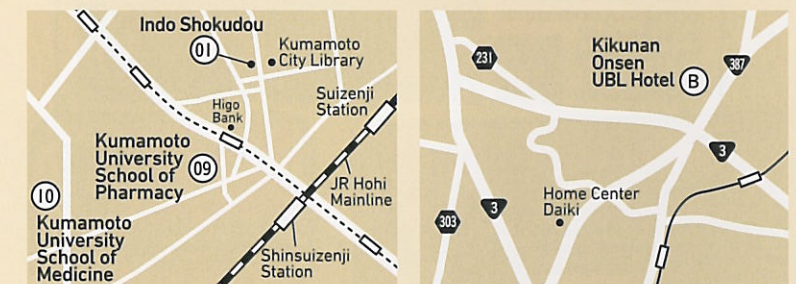 Indo Shokudou
01
Kumamoto
City Library
Higo
Bank
Suizenji
Station
Kumamoto
University
School of
Pharmacy
09
JR Hohi
Mainline
10
Kumamoto
University
School of
Medicine
Shinsuizenji
Station
231
Kikunan
Onsen
UBL Hotel
B
387
3
Home Center
Daiki
303
3